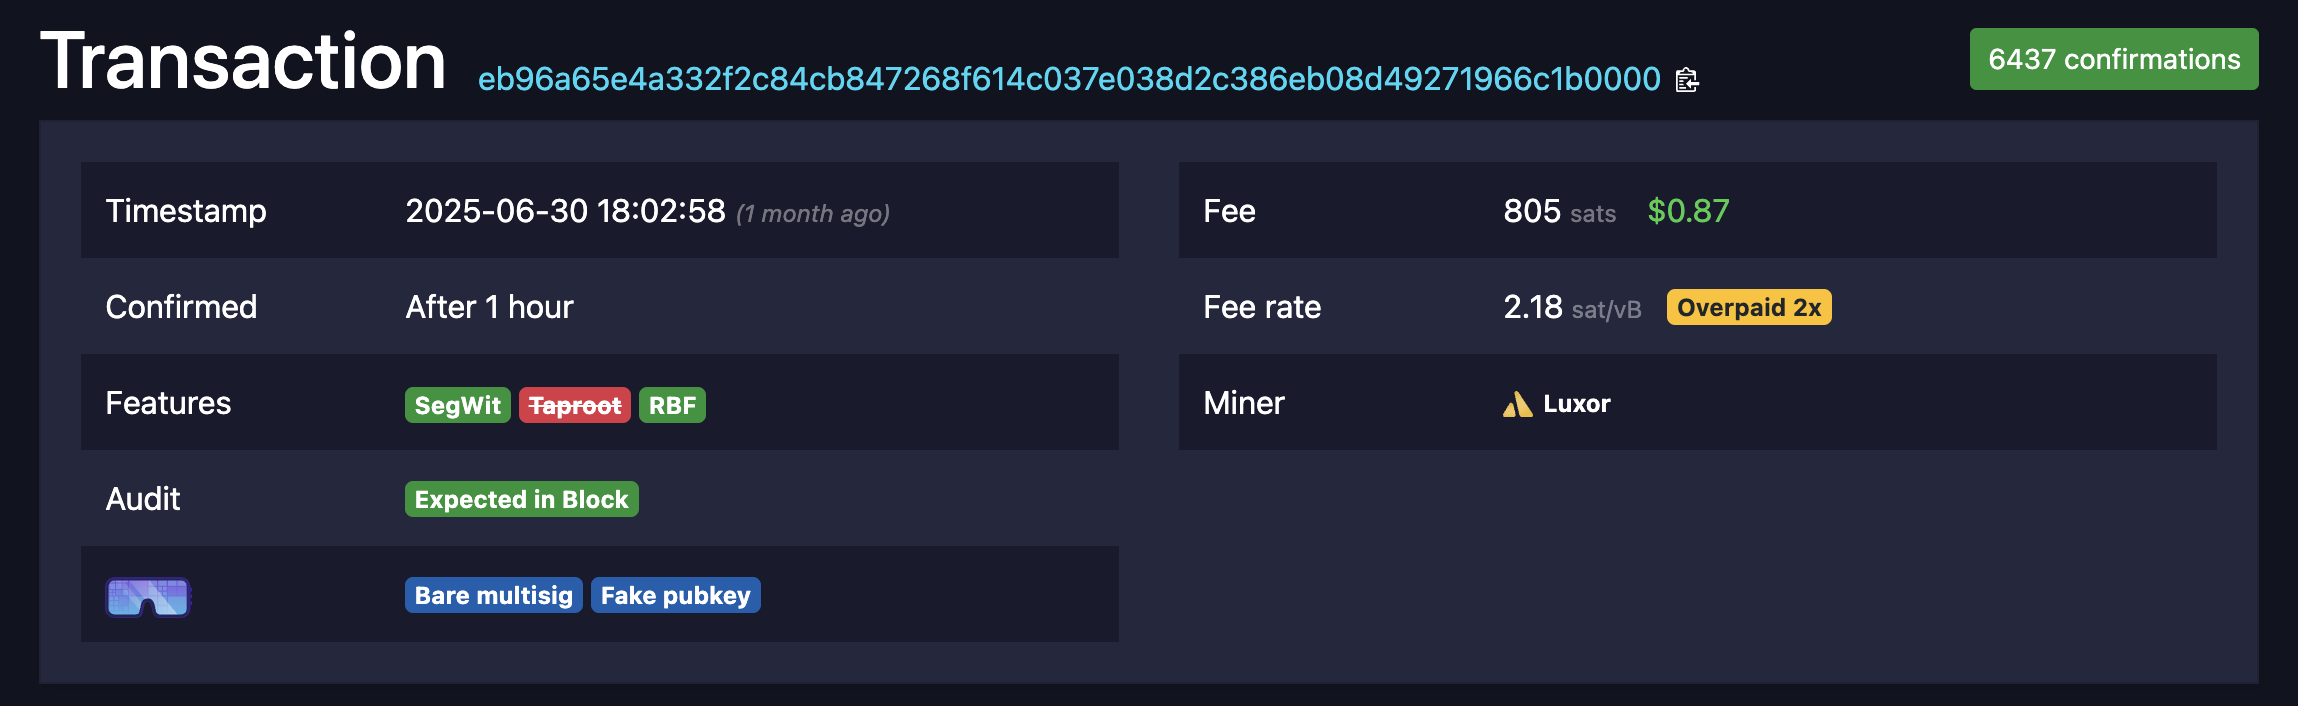 Transaction eb96a65e4a332f2c84cb847268f614c037e038d2c386eb08d49271966c1b0000 6437 confirmations
Timestamp 2025-06-30 18:02:58 (1 month ago)
Fee 805 sats $0.87
Confirmed After 1 hour
Fee rate 2.18 sat/vB Overpaid 2x
Features SegWit Taproot RBF
Miner Luxor
Audit Expected in Block
Bare multisig Fake pubkey